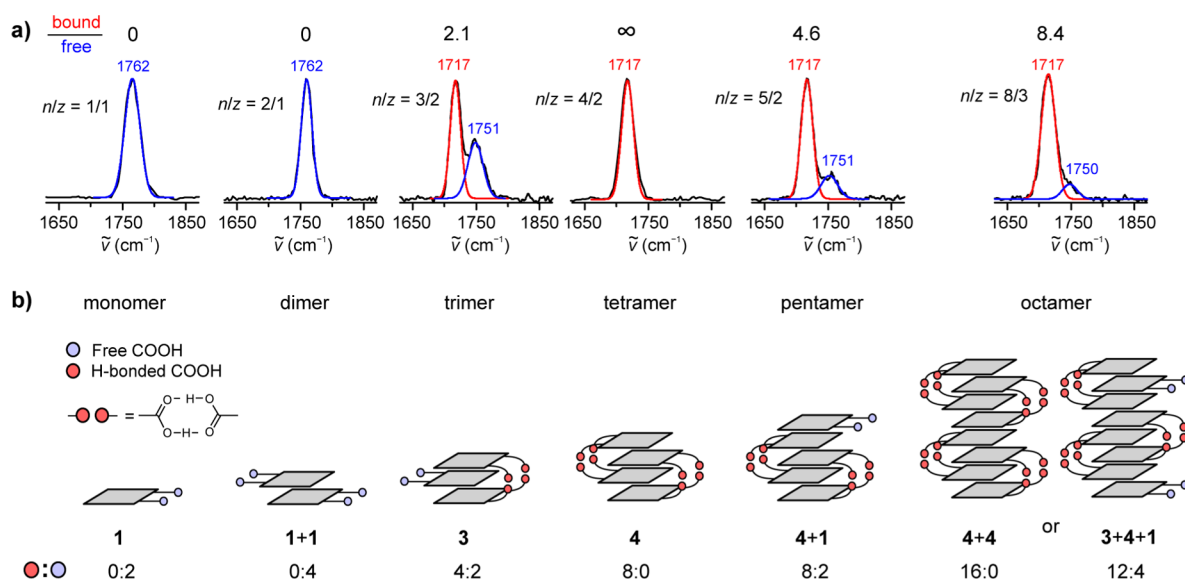 a)
bound
free
0
0
2.1
∞
4.6
8.4
1762
1762
1717
1717
1717
1717
n/z = 1/1
n/z = 2/1
n/z = 3/2
n/z = 4/2
n/z = 5/2
n/z = 8/3
1751
1751
1750
1650 1750 1850
1650 1750 1850
1650 1750 1850
1650 1750 1850
1650 1750 1850
1650 1750 1850
ṽ (cm⁻¹)
ṽ (cm⁻¹)
ṽ (cm⁻¹)
ṽ (cm⁻¹)
ṽ (cm⁻¹)
ṽ (cm⁻¹)
b)
monomer
dimer
trimer
tetramer
pentamer
octamer
Free COOH
H-bonded COOH
=
O- H-O
O-H- O
1
1+1
3
4
4+1
4+4
or
3+4+1
:
0:2
0:4
4:2
8:0
8:2
16:0
12:4